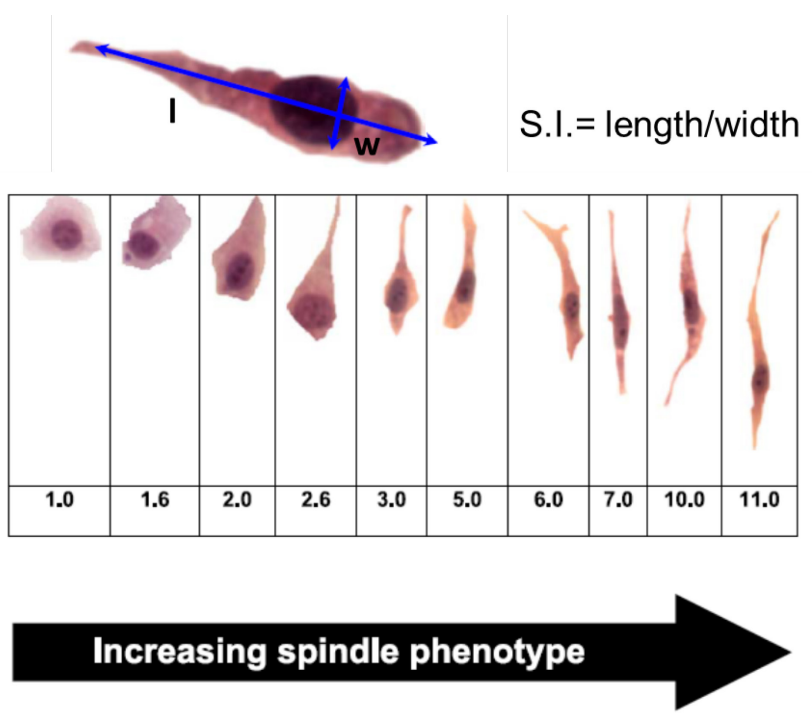 l
w
S.I.= length/width
1.0 1.6 2.0 2.6 3.0 5.0 6.0 7.0 10.0 11.0
Increasing spindle phenotype